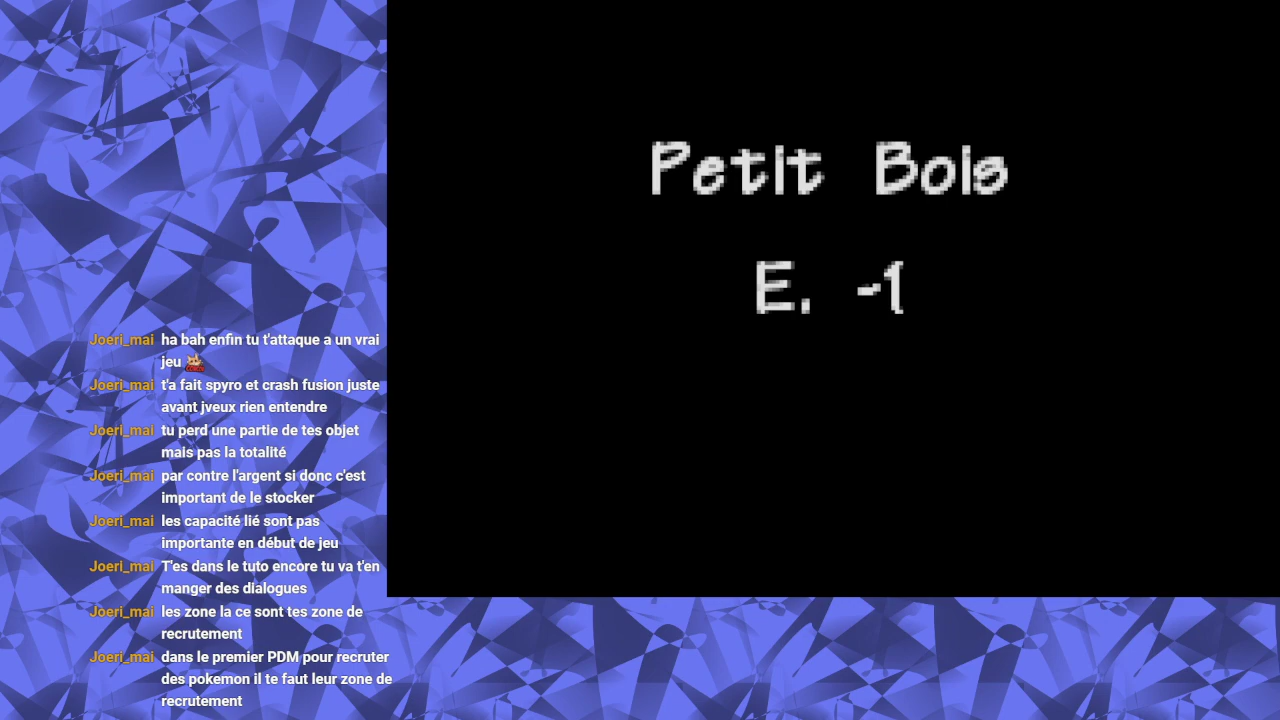 Petit Bois
E. -1
Joeri_mai ha bah enfin tu t'attaque a un vrai
jeu
Joeri_mai t'a fait spyro et crash fusion juste
avant jveux rien entendre
Joeri_mai tu perd une partie de tes objet
mais pas la totalité
Joeri_mai par contre l'argent si donc c'est
important de le stocker
Joeri_mai les capacité lié sont pas
importante en début de jeu
Joeri_mai T'es dans le tuto encore tu va t'en
manger des dialogues
Joeri_mai les zone la ce sont tes zone de
recrutement
Joeri_mai dans le premier PDM pour recruter
des pokemon il te faut leur zone de
recrutement